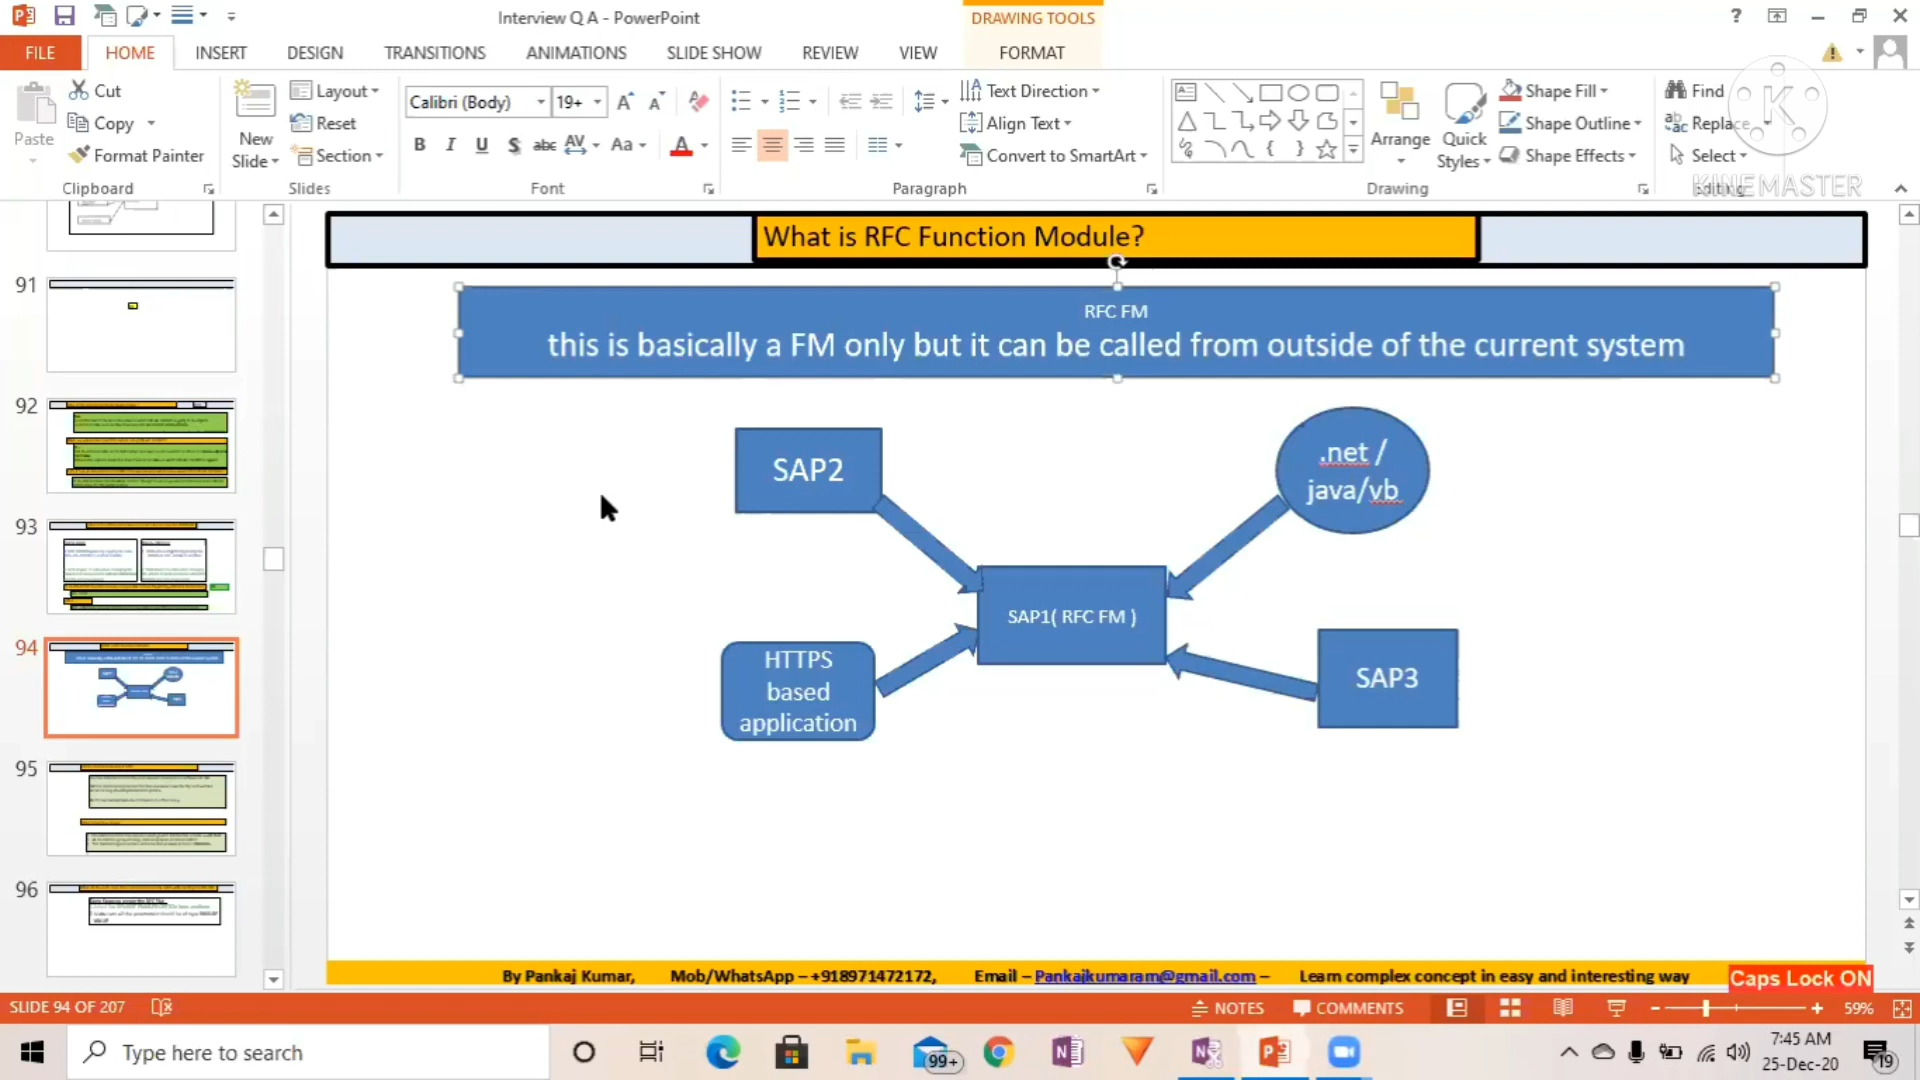 Interview Q A - PowerPoint
DRAWING TOOLS
?
FILE
HOME
INSERT
DESIGN
TRANSITIONS
ANIMATIONS
SLIDE SHOW
REVIEW
VIEW
FORMAT
Paste
Cut
Copy
Format Painter
Clipboard
New
Slide
Layout
Reset
Section
Slides
Calibri (Body)
19+
B I U S abc AV Aa A
Font
Text Direction
Align Text
Convert to SmartArt
Paragraph
Arrange
Quick
Styles
Shape Fill
Shape Outline
Shape Effects
Drawing
Find
Replace
Select
Editing
K
KINEMASTER
91
92
93
94
95
96
What is RFC Function Module?
RFC FM
this is basically a FM only but it can be called from outside of the current system
SAP2
.net /
java/vb
SAP1( RFC FM )
HTTPS
based
application
SAP3
By Pankaj Kumar, Mob/WhatsApp – +918971472172, Email – Pankajkumaram@gmail.com – Learn complex concept in easy and interesting way
Caps Lock ON
SLIDE 94 OF 207
NOTES
COMMENTS
59%
Type here to search
99+
7:45 AM
25-Dec-20
19